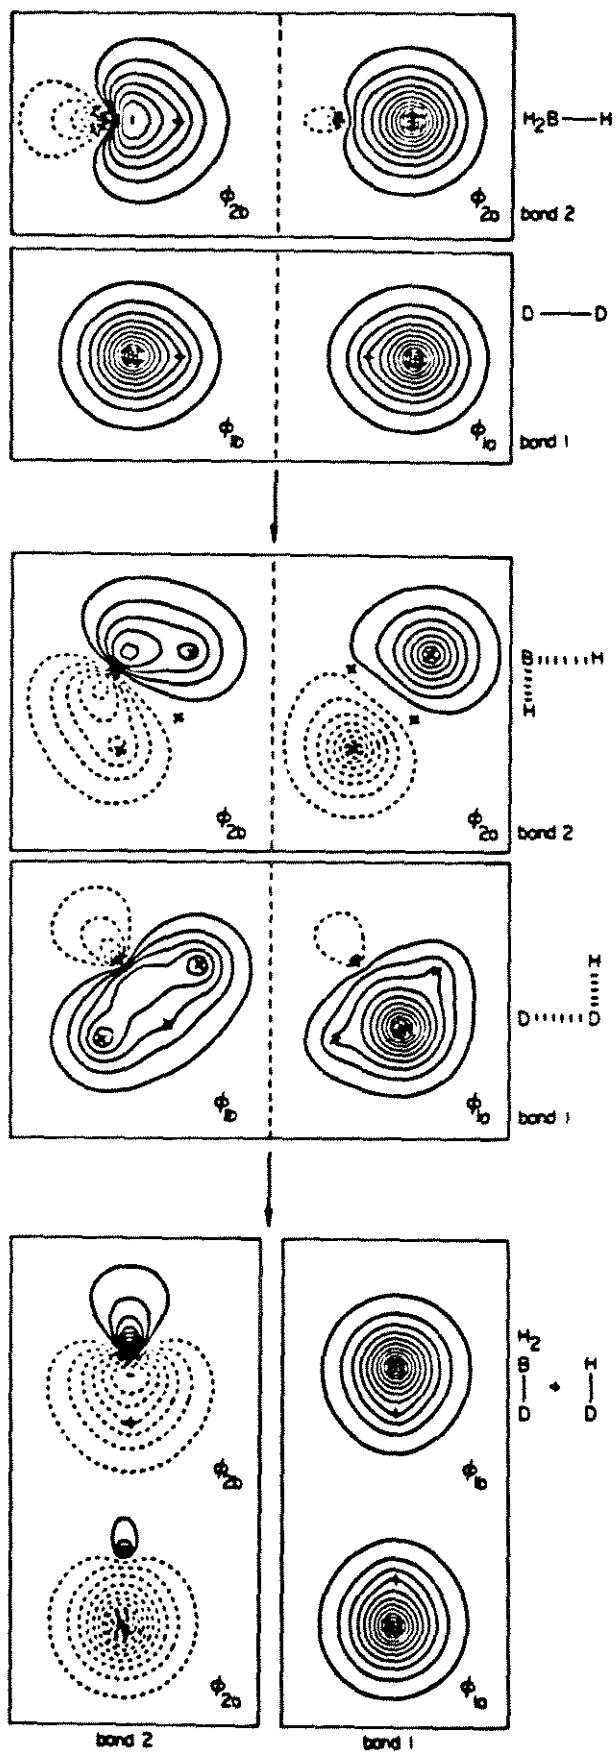 H₂B—H
ϕ₂b ϕ₂a bond 2
D—D
ϕ₁b ϕ₁a bond 1
B H
H
ϕ₂b ϕ₂a bond 2
H
D D
ϕ₁b ϕ₁a bond 1
H₂
B H
+
D D
ϕ₂b ϕ₁b
ϕ₂a ϕ₁a
bond 2 bond 1